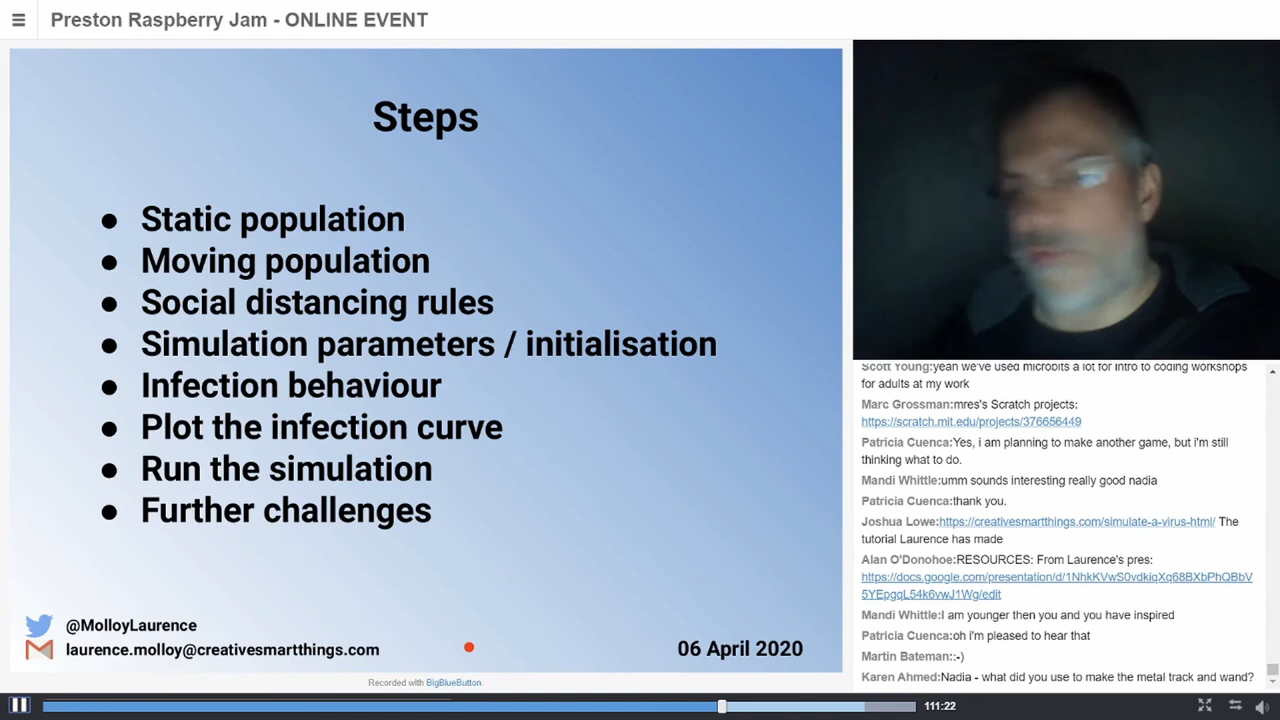 Preston Raspberry Jam - ONLINE EVENT
Steps
● Static population
● Moving population
● Social distancing rules
● Simulation parameters / initialisation
● Infection behaviour
● Plot the infection curve
● Run the simulation
● Further challenges
@MolloyLaurence
laurence.molloy@creativesmartthings.com
06 April 2020
Recorded with BigBlueButton.
Scott Young:yeah we've used microbits a lot for intro to coding workshops
for adults at my work
Marc Grossman:mres's Scratch projects:
https://scratch.mit.edu/projects/376656449
Patricia Cuenca:Yes, i am planning to make another game, but i'm still
thinking what to do.
Mandi Whittle:umm sounds interesting really good nadia
Patricia Cuenca:thank you.
Joshua Lowe:https://creativesmartthings.com/simulate-a-virus-html/ The
tutorial Laurence has made
Alan O'Donohoe:RESOURCES: From Laurence's pres:
https://docs.google.com/presentation/d/1NhkKVwS0vdkiqXq68BXbPhQBbV
5YEpgqL54k6vwJ1Wg/edit
Mandi Whittle:I am younger then you and you have inspired
Patricia Cuenca:oh i'm pleased to hear that
Martin Bateman::-)
Karen Ahmed:Nadia - what did you use to make the metal track and wand?
111:22